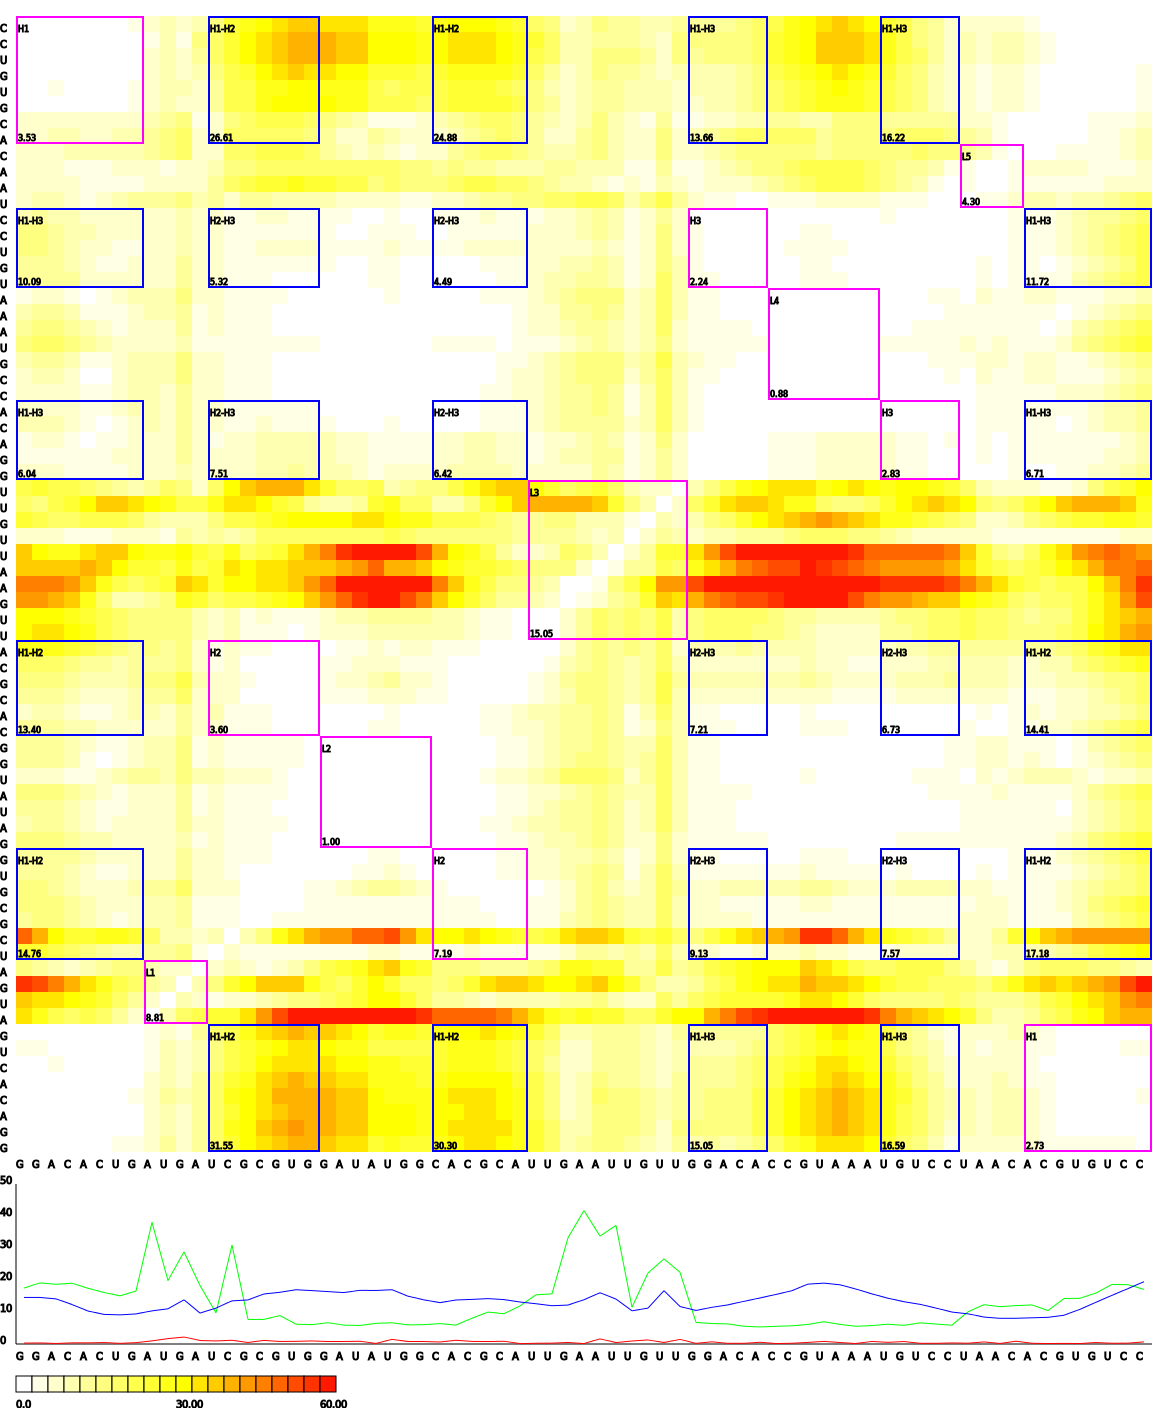 C H1 H1-H2 H1-H2 H1-H3 H1-H3
C
U
G
U
G
C
A 3.53 26.61 24.88 13.66 16.22
C L5
A
A
U 4.30
C H1-H3 H2-H3 H2-H3 H3 H1-H3
C
U
G
U 10.09 5.32 4.49 2.24 11.72
A L4
A
A
U
G
C
C 0.88
A H1-H3 H2-H3 H2-H3 H3 H1-H3
C
A
G
G 6.04 7.51 6.42 2.83 6.71
U L3
U
G
U
U
A
A
G
U
U 15.05
A H1-H2 H2 H2-H3 H2-H3 H1-H2
C
G
C
A
C 13.40 3.60 7.21 6.73 14.41
G L2
G
U
A
U
A
G 1.00
G H1-H2 H2 H2-H3 H2-H3 H1-H2
U
G
C
G
C
U 14.76 7.19 9.13 7.57 17.18
A L1
G
U
A 8.81
G H1-H2 H1-H2 H1-H3 H1-H3 H1
U
C
A
C
A
G
G 31.55 30.30 15.05 16.59 2.73
G G A C A C U G A U G A U C G C G U G G A U A U G G C A C G C A U U G A A U U G U U G G A C A C C G U A A A U G U C C U A A C A C G U G U C C
50
40
30
20
10
0
G G A C A C U G A U G A U C G C G U G G A U A U G G C A C G C A U U G A A U U G U U G G A C A C C G U A A A U G U C C U A A C A C G U G U C C
0.0 30.00 60.00